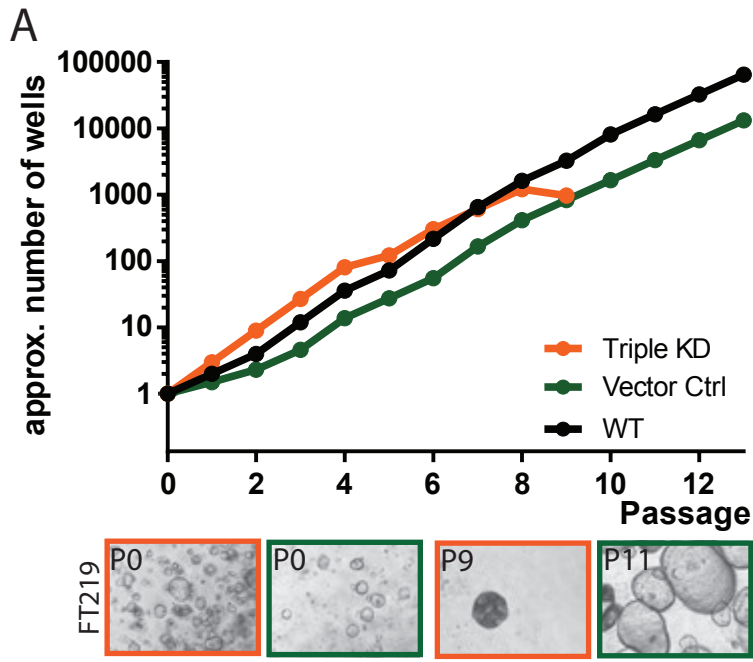 A
approx. number of wells
100000
10000
1000
100
10
1
0 2 4 6 8 10 12
Passage
Triple KD
Vector Ctrl
WT
FT219
P0 P0 P9 P11